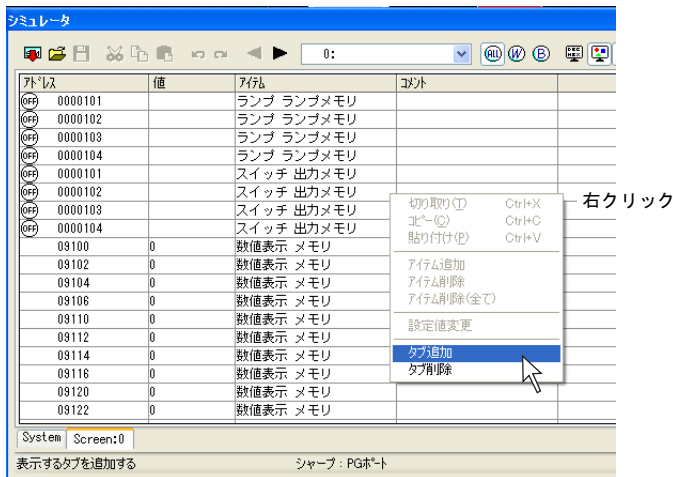 シミュレータ
0:
ALL W B
ｱﾄﾞﾚｽ 値 ｱｲﾃﾑ ｺﾒﾝﾄ
OFF 0000101 ランプ ランプメモリ
OFF 0000102 ランプ ランプメモリ
OFF 0000103 ランプ ランプメモリ
OFF 0000104 ランプ ランプメモリ
OFF 0000101 スイッチ 出力メモリ
OFF 0000102 スイッチ 出力メモリ
OFF 0000103 スイッチ 出力メモリ
OFF 0000104 スイッチ 出力メモリ
09100 0 数値表示 メモリ
09102 0 数値表示 メモリ
09104 0 数値表示 メモリ
09106 0 数値表示 メモリ
09110 0 数値表示 メモリ
09112 0 数値表示 メモリ
09114 0 数値表示 メモリ
09116 0 数値表示 メモリ
09120 0 数値表示 メモリ
09122 0 数値表示 メモリ
切り取り(T) Ctrl+X
ｺﾋﾟｰ(C) Ctrl+C
貼り付け(P) Ctrl+V
アイテム追加
アイテム削除
アイテム削除(全て)
設定値変更
タブ追加
タブ削除
右クリック
System Screen:0
表示するタブを追加する シャープ : PGﾎﾟｰﾄ